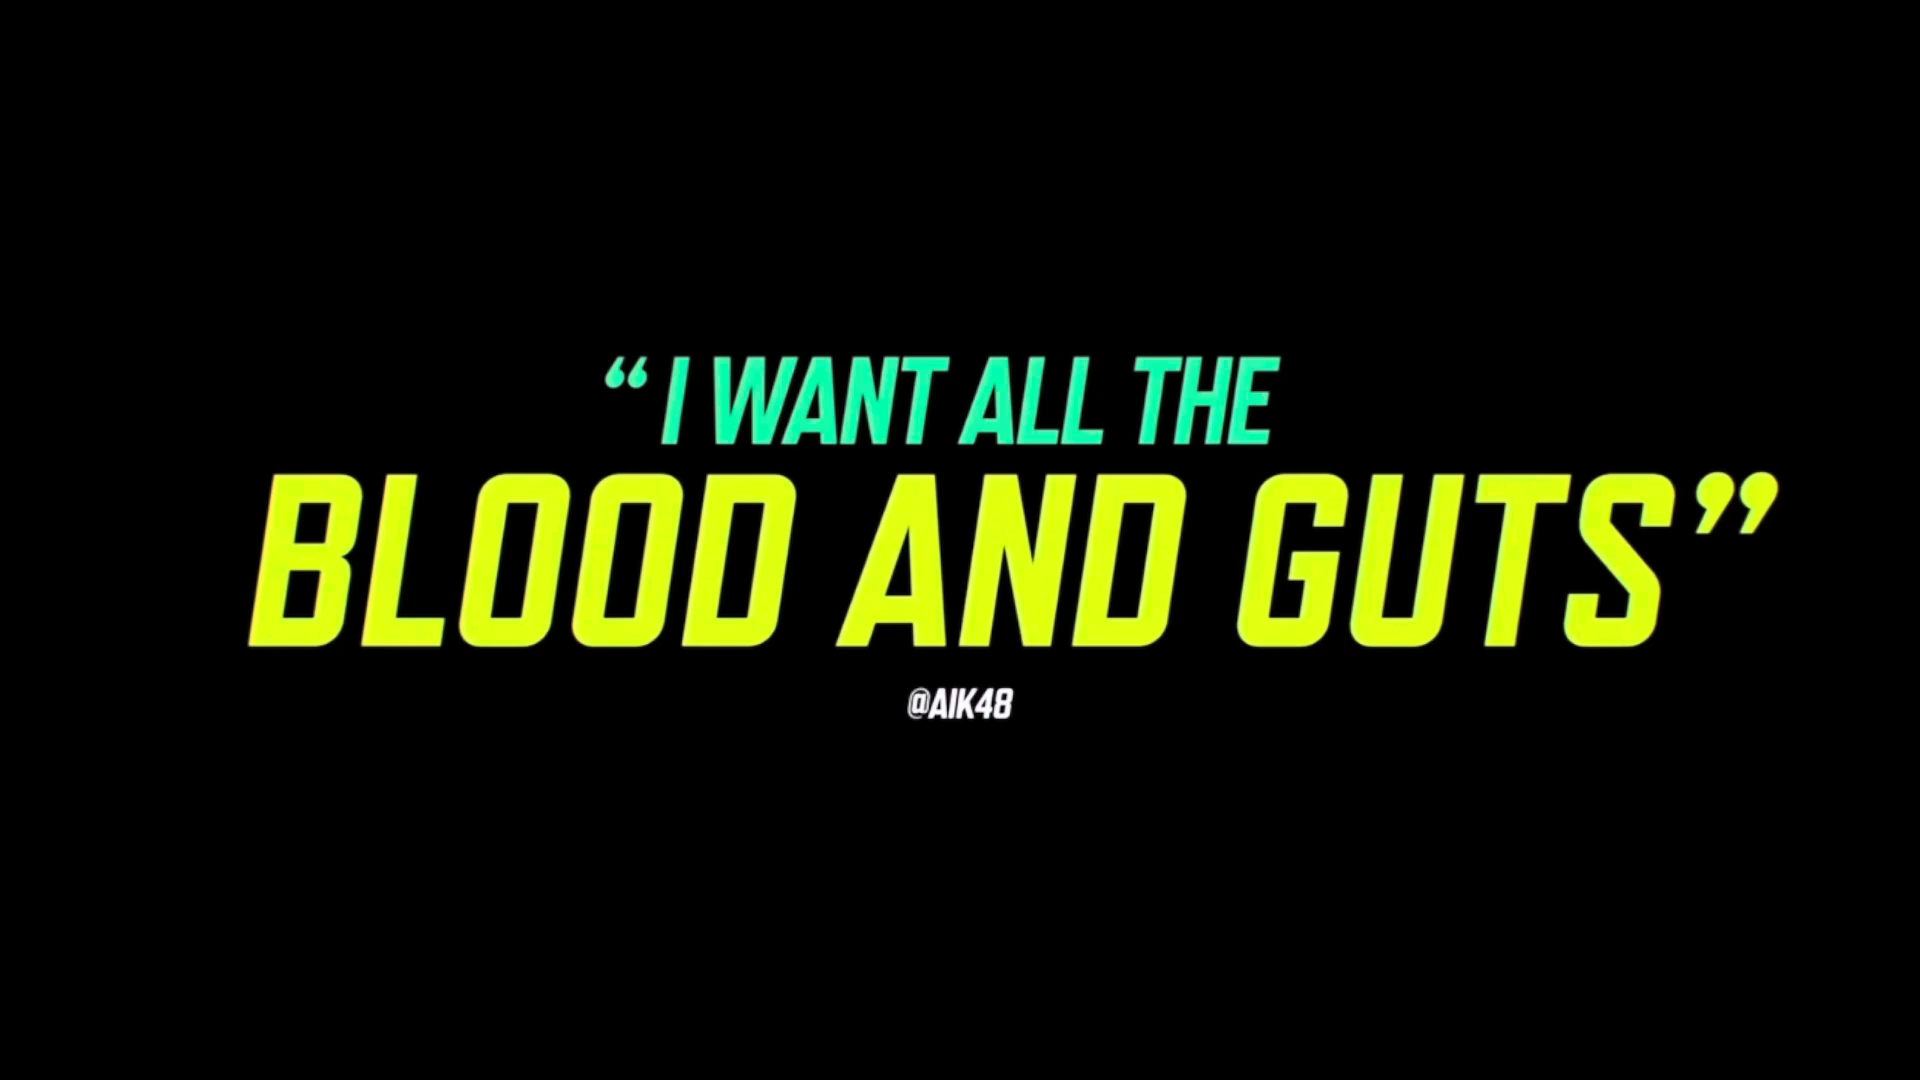 “ I WANT ALL THE
BLOOD AND GUTS”
@AIK48